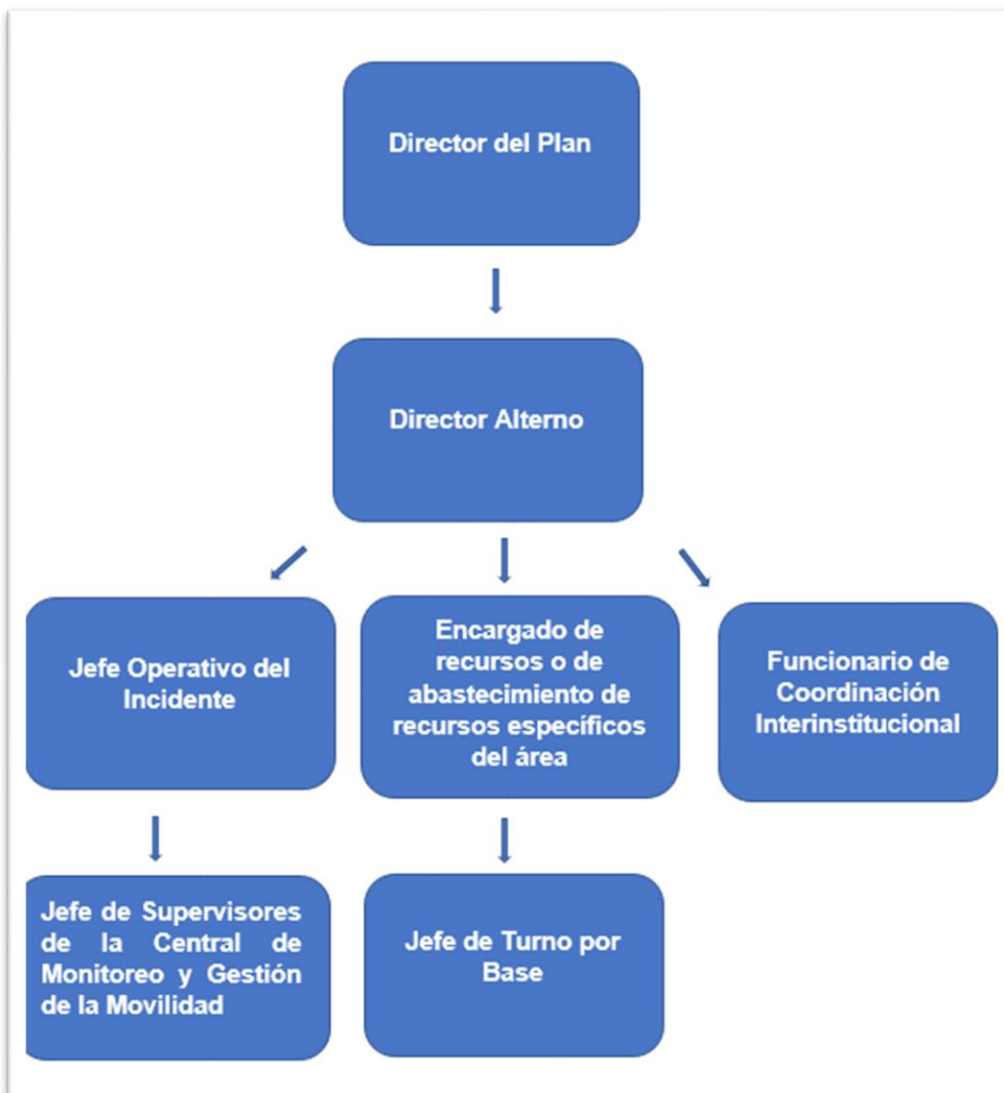 Director del Plan
Director Alterno
Jefe Operativo del
Incidente
Encargado de
recursos o de
abastecimiento de
recursos específicos
del área
Funcionario de
Coordinación
Interinstitucional
Jefe de Supervisores
de la Central de
Monitoreo y Gestión
de la Movilidad
Jefe de Turno por
Base